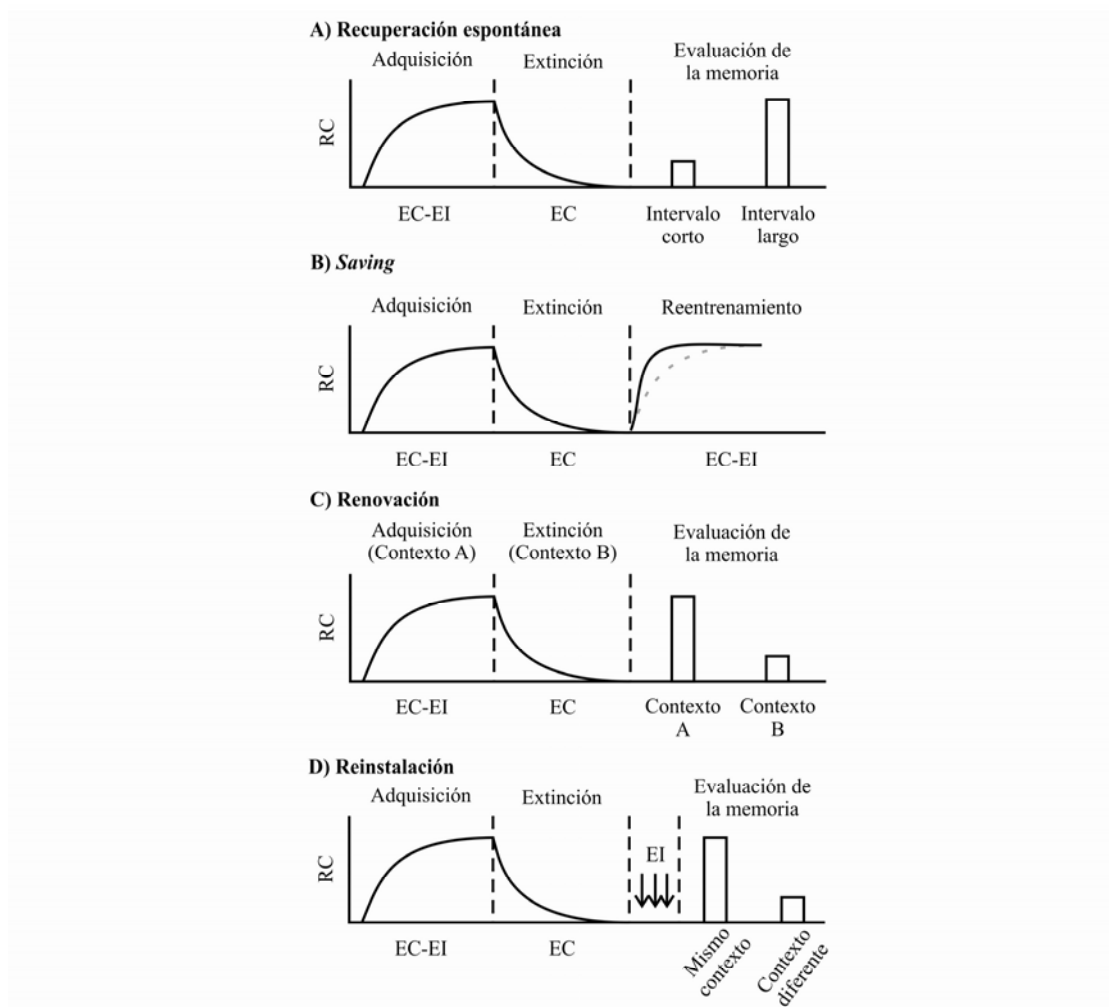 A) Recuperación espontánea
Adquisición
Extinción
Evaluación de
la memoria
RC
EC-EI
EC
Intervalo
corto
Intervalo
largo
B) Saving
Adquisición
Extinción
Reentrenamiento
RC
EC-EI
EC
EC-EI
C) Renovación
Adquisición
(Contexto A)
Extinción
(Contexto B)
Evaluación de
la memoria
RC
EC-EI
EC
Contexto
A
Contexto
B
D) Reinstalación
Adquisición
Extinción
Evaluación de
la memoria
RC
EI
EC-EI
EC
Mismo
contexto
Contexto
diferente